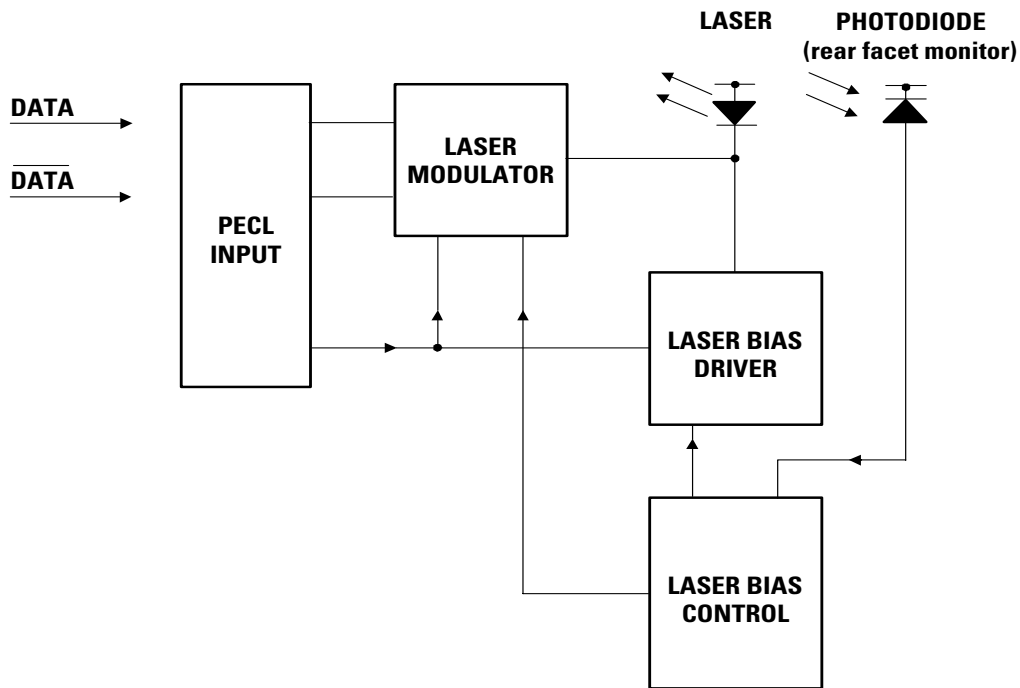 LASER
PHOTODIODE
(rear facet monitor)
DATA
DATA
PECL
INPUT
LASER
MODULATOR
LASER BIAS
DRIVER
LASER BIAS
CONTROL